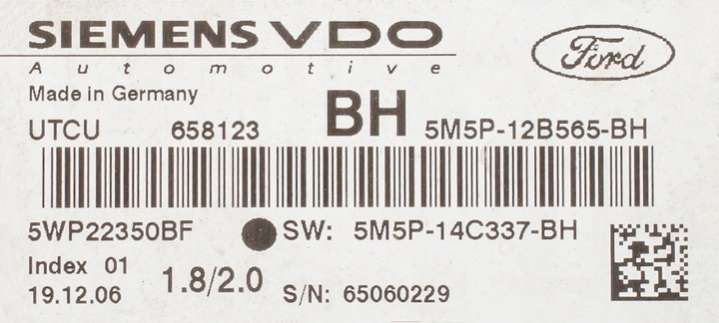 SIEMENS VDO
Automotive
Ford
Made in Germany
UTCU 658123 BH 5M5P-12B565-BH
5WP22350BF SW: 5M5P-14C337-BH
Index 01
19.12.06 1.8/2.0 S/N: 65060229